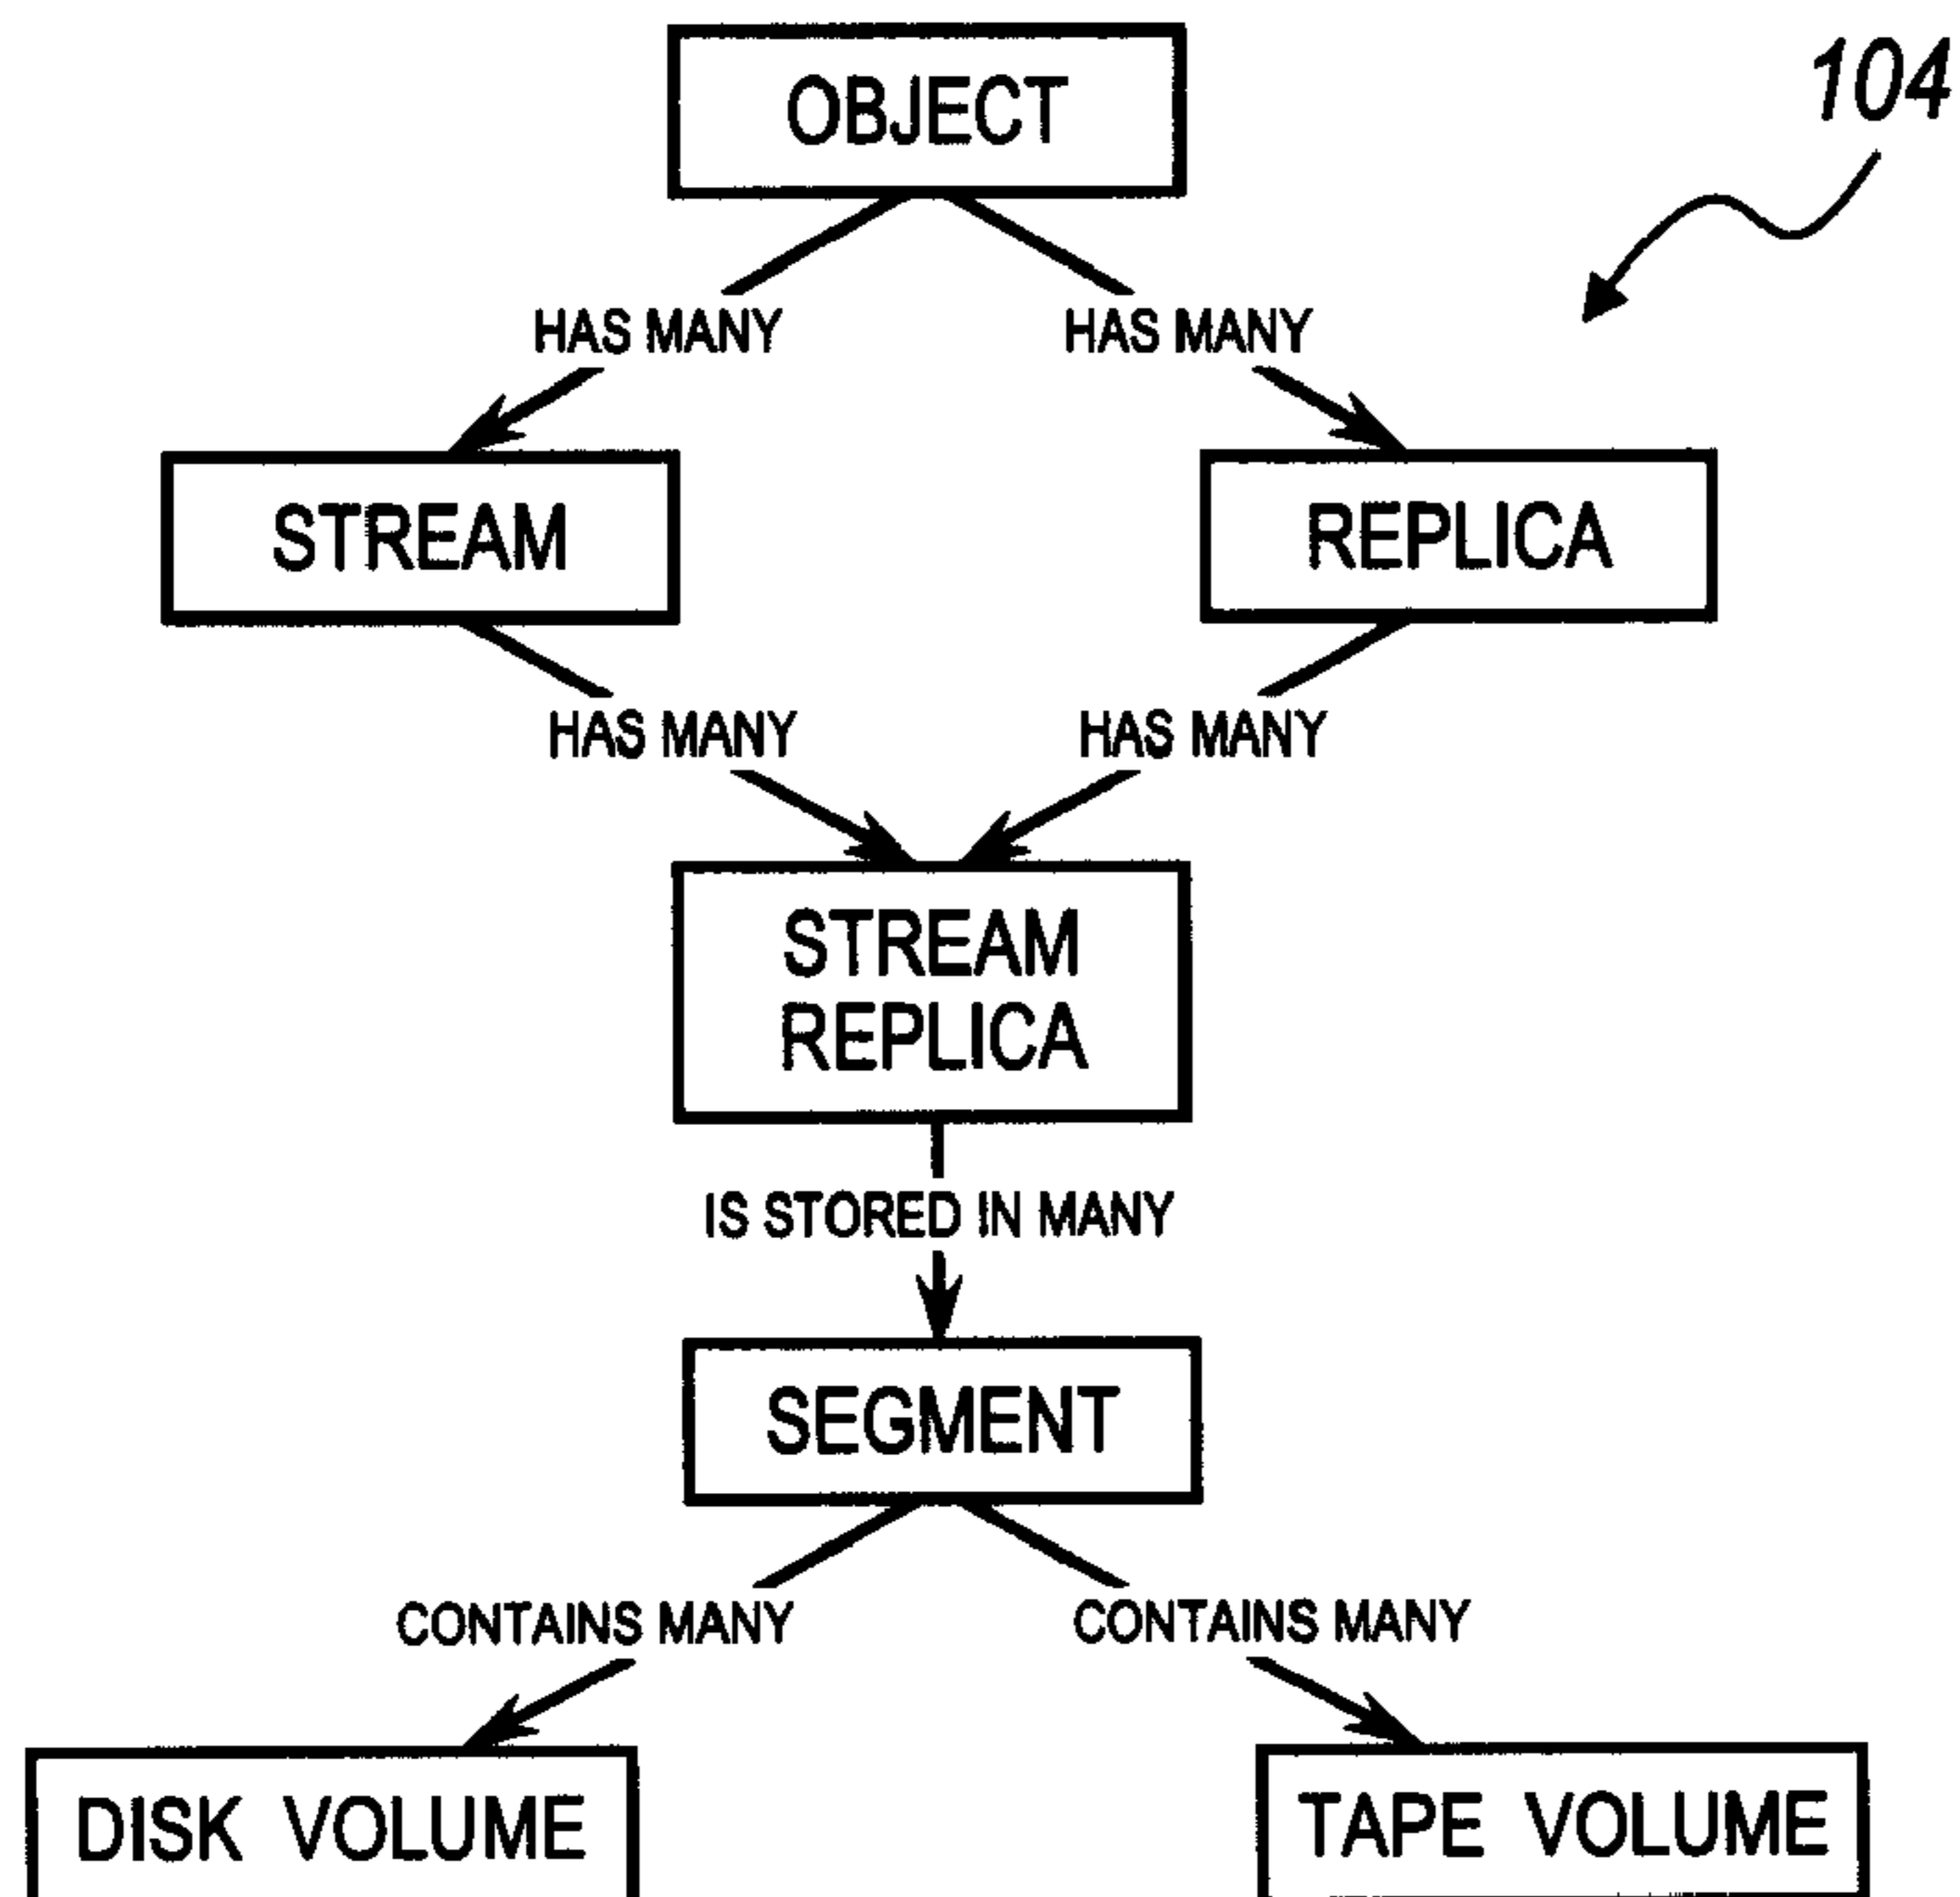 OBJECT
104
HAS MANY
HAS MANY
STREAM
REPLICA
HAS MANY
HAS MANY
STREAM
REPLICA
IS STORED IN MANY
SEGMENT
CONTAINS MANY
CONTAINS MANY
DISK VOLUME
TAPE VOLUME